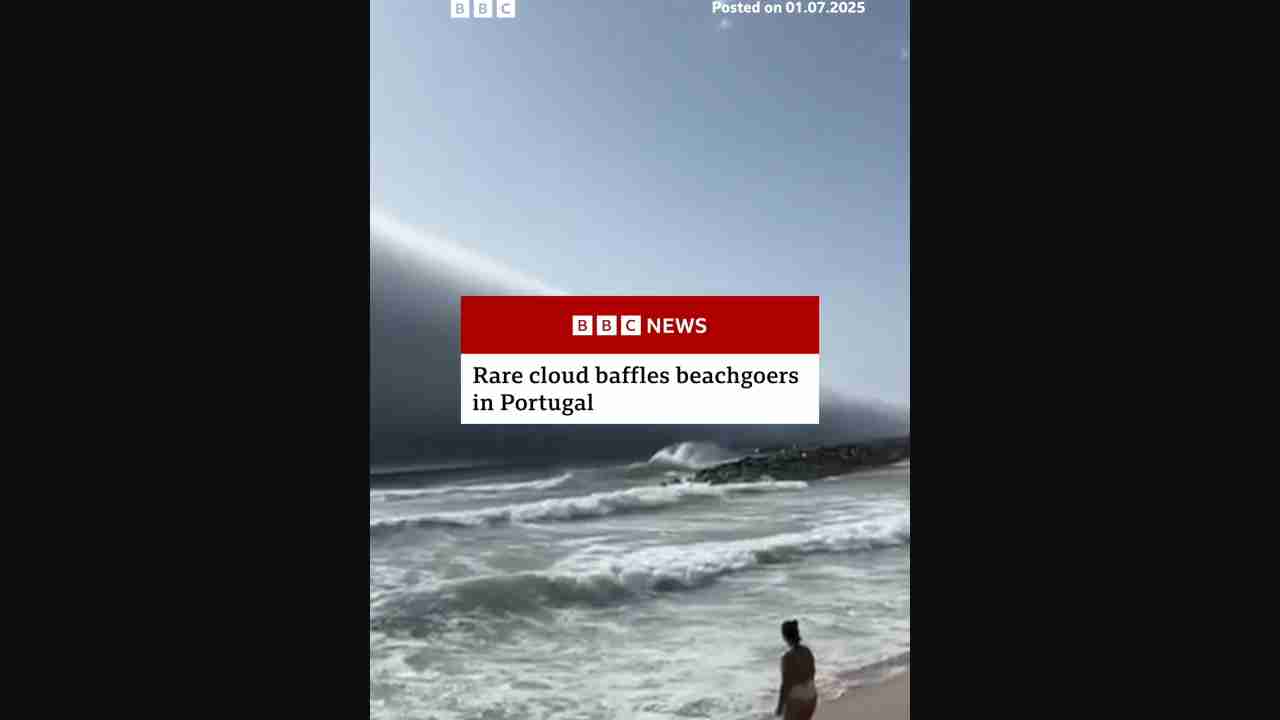 BBC
Posted on 01.07.2025
BBC NEWS
Rare cloud baffles beachgoers
in Portugal